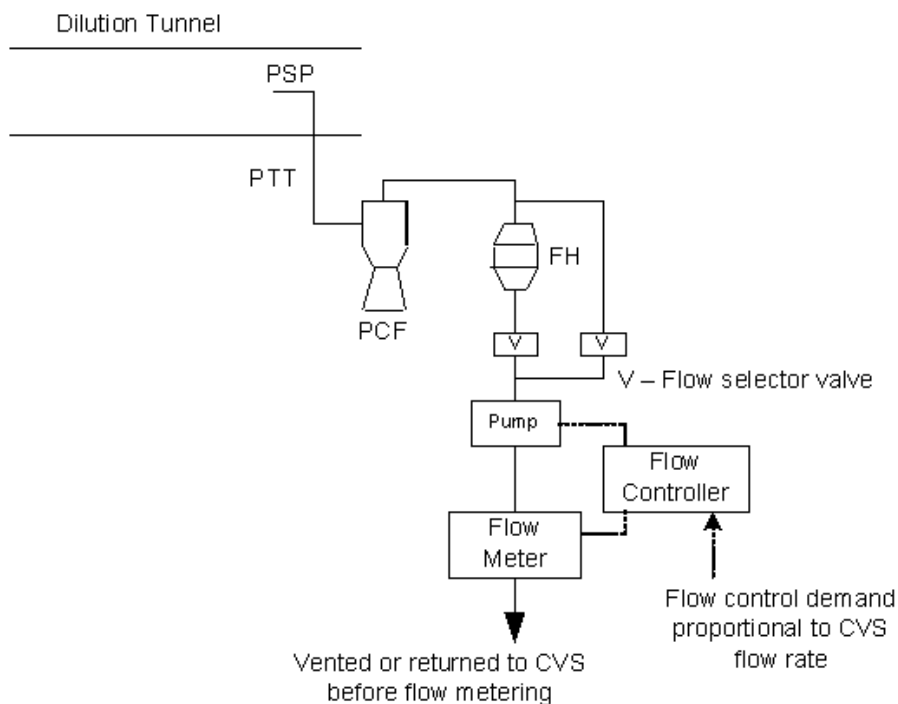 Dilution Tunnel
PSP
PTT
FH
PCF
V
V
V – Flow selector valve
Pump
Flow
Controller
Flow
Meter
Flow control demand
proportional to CVS
flow rate
Vented or returned to CVS
before flow metering